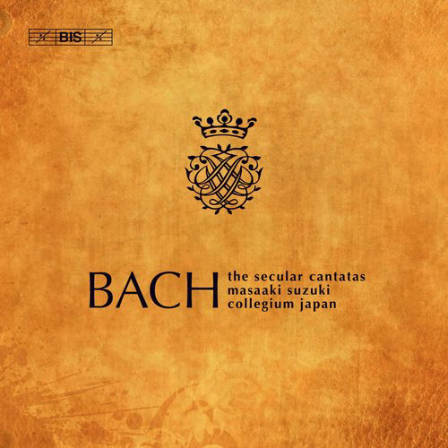 BIS
BACH
the secular cantatas
masaaki suzuki
collegium japan